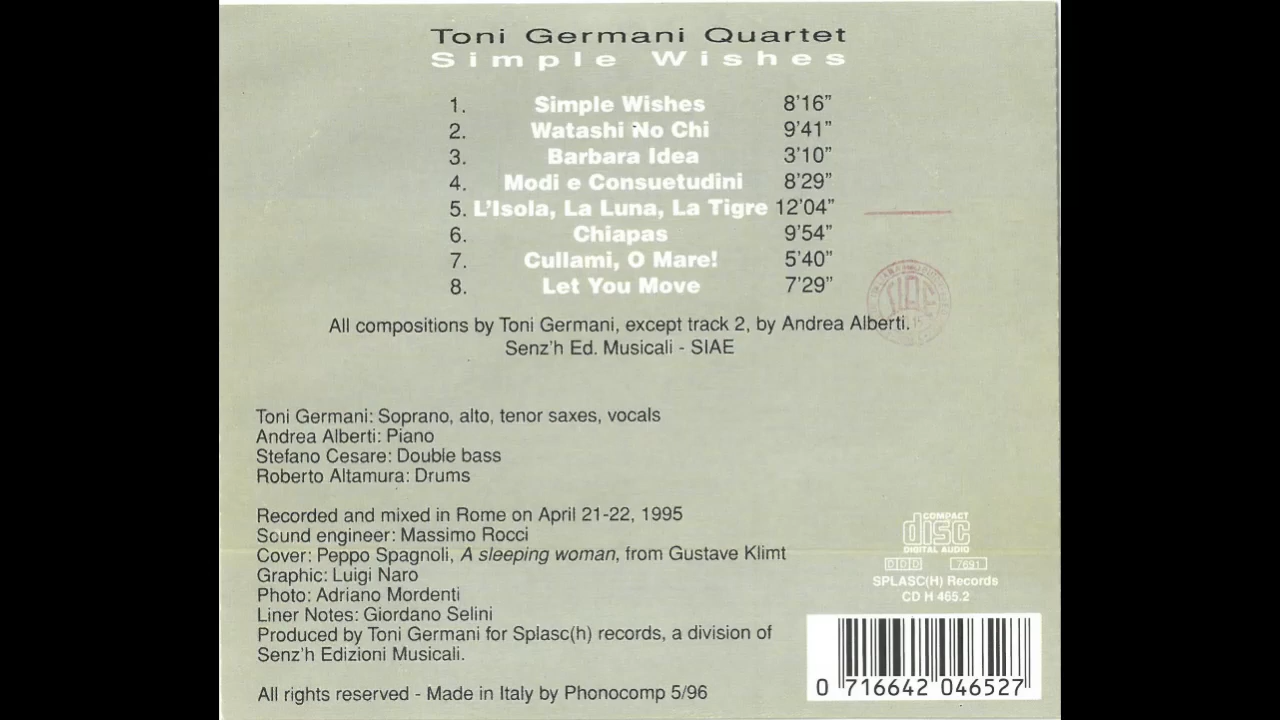 Toni Germani Quartet
Simple Wishes
1. Simple Wishes 8'16”
2. Watashi No Chi 9'41”
3. Barbara Idea 3'10”
4. Modi e Consuetudini 8'29”
5. L'Isola, La Luna, La Tigre 12'04”
6. Chiapas 9'54”
7. Cullami, O Mare! 5'40”
8. Let You Move 7'29”
SIAE
All compositions by Toni Germani, except track 2, by Andrea Alberti.
Senz'h Ed. Musicali - SIAE
Toni Germani: Soprano, alto, tenor saxes, vocals
Andrea Alberti: Piano
Stefano Cesare: Double bass
Roberto Altamura: Drums
Recorded and mixed in Rome on April 21-22, 1995
Sound engineer: Massimo Rocci
Cover: Peppo Spagnoli, A sleeping woman, from Gustave Klimt
Graphic: Luigi Naro
Photo: Adriano Mordenti
Liner Notes: Giordano Selini
Produced by Toni Germani for Splasc(h) records, a division of
Senz'h Edizioni Musicali.
All rights reserved - Made in Italy by Phonocomp 5/96
COMPACT
disc
DIGITAL AUDIO
DDD 7691
SPLASC(H) Records
CD H 465.2
0 716642 046527